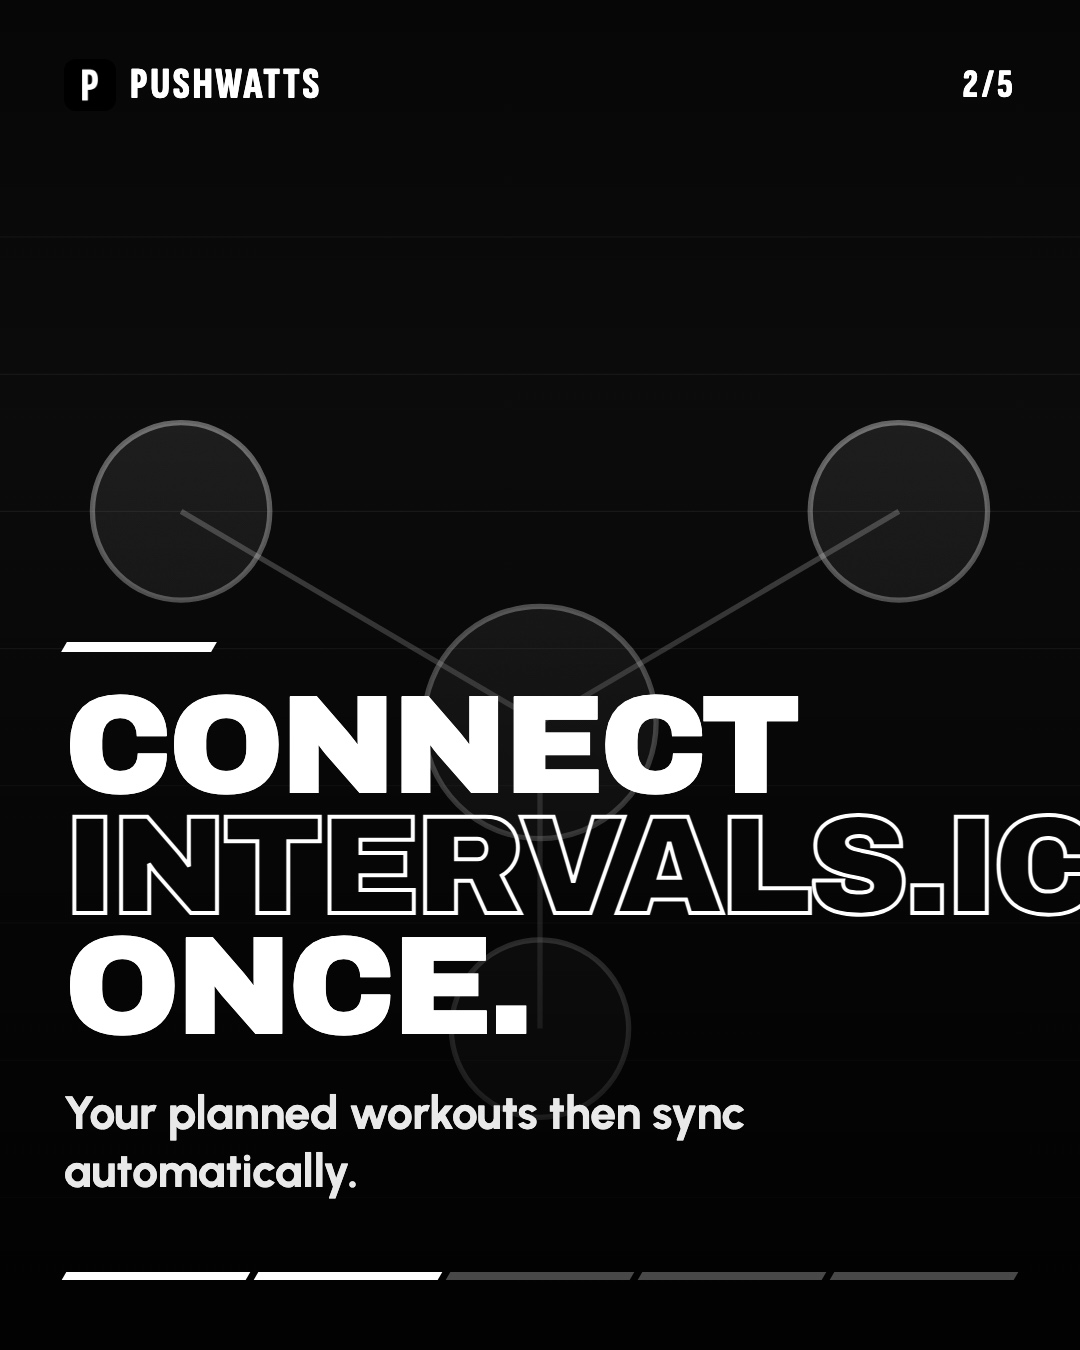 P PUSHWATTS
2/5
CONNECT
INTERVALS.IC
ONCE.
Your planned workouts then sync
automatically.